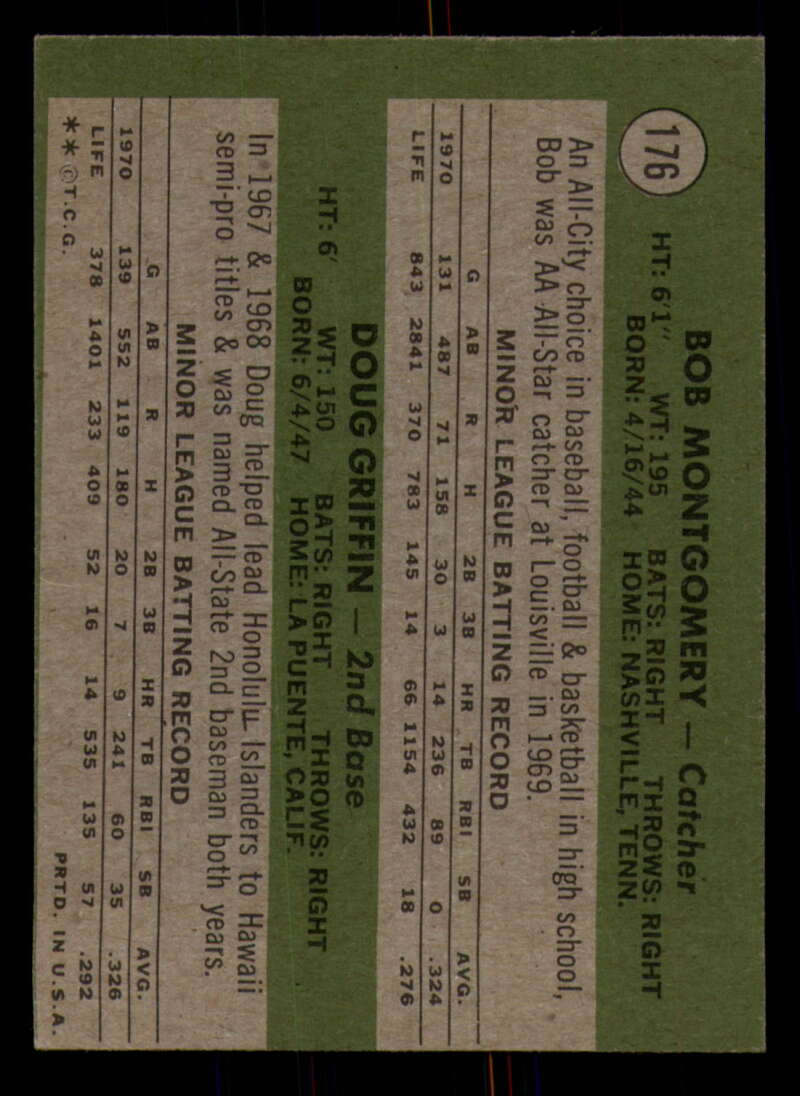 176
BOB MONTGOMERY — Catcher
HT: 6'1" WT: 195 BATS: RIGHT THROWS: RIGHT
BORN: 4/16/44 HOME: NASHVILLE, TENN.
An All-City choice in baseball, football & basketball in high school,
Bob was AA All-Star catcher at Louisville in 1969.
MINOR LEAGUE BATTING RECORD
G AB R H 2B 3B HR TB RBI SB AVG.
1970 131 487 71 158 30 3 14 236 89 0 .324
LIFE 843 2841 370 783 145 14 66 1154 432 18 .276
DOUG GRIFFIN — 2nd Base
HT: 6' WT: 150 BATS: RIGHT THROWS: RIGHT
BORN: 6/4/47 HOME: LA PUENTE, CALIF.
In 1967 & 1968 Doug helped lead Honolulu Islanders to Hawaii
semi-pro titles & was named All-State 2nd baseman both years.
MINOR LEAGUE BATTING RECORD
G AB R H 2B 3B HR TB RBI SB AVG.
1970 139 552 119 180 20 7 9 241 60 35 .326
LIFE 378 1401 233 409 52 16 14 535 135 57 .292
**©T.C.G. PRTD. IN U.S.A.